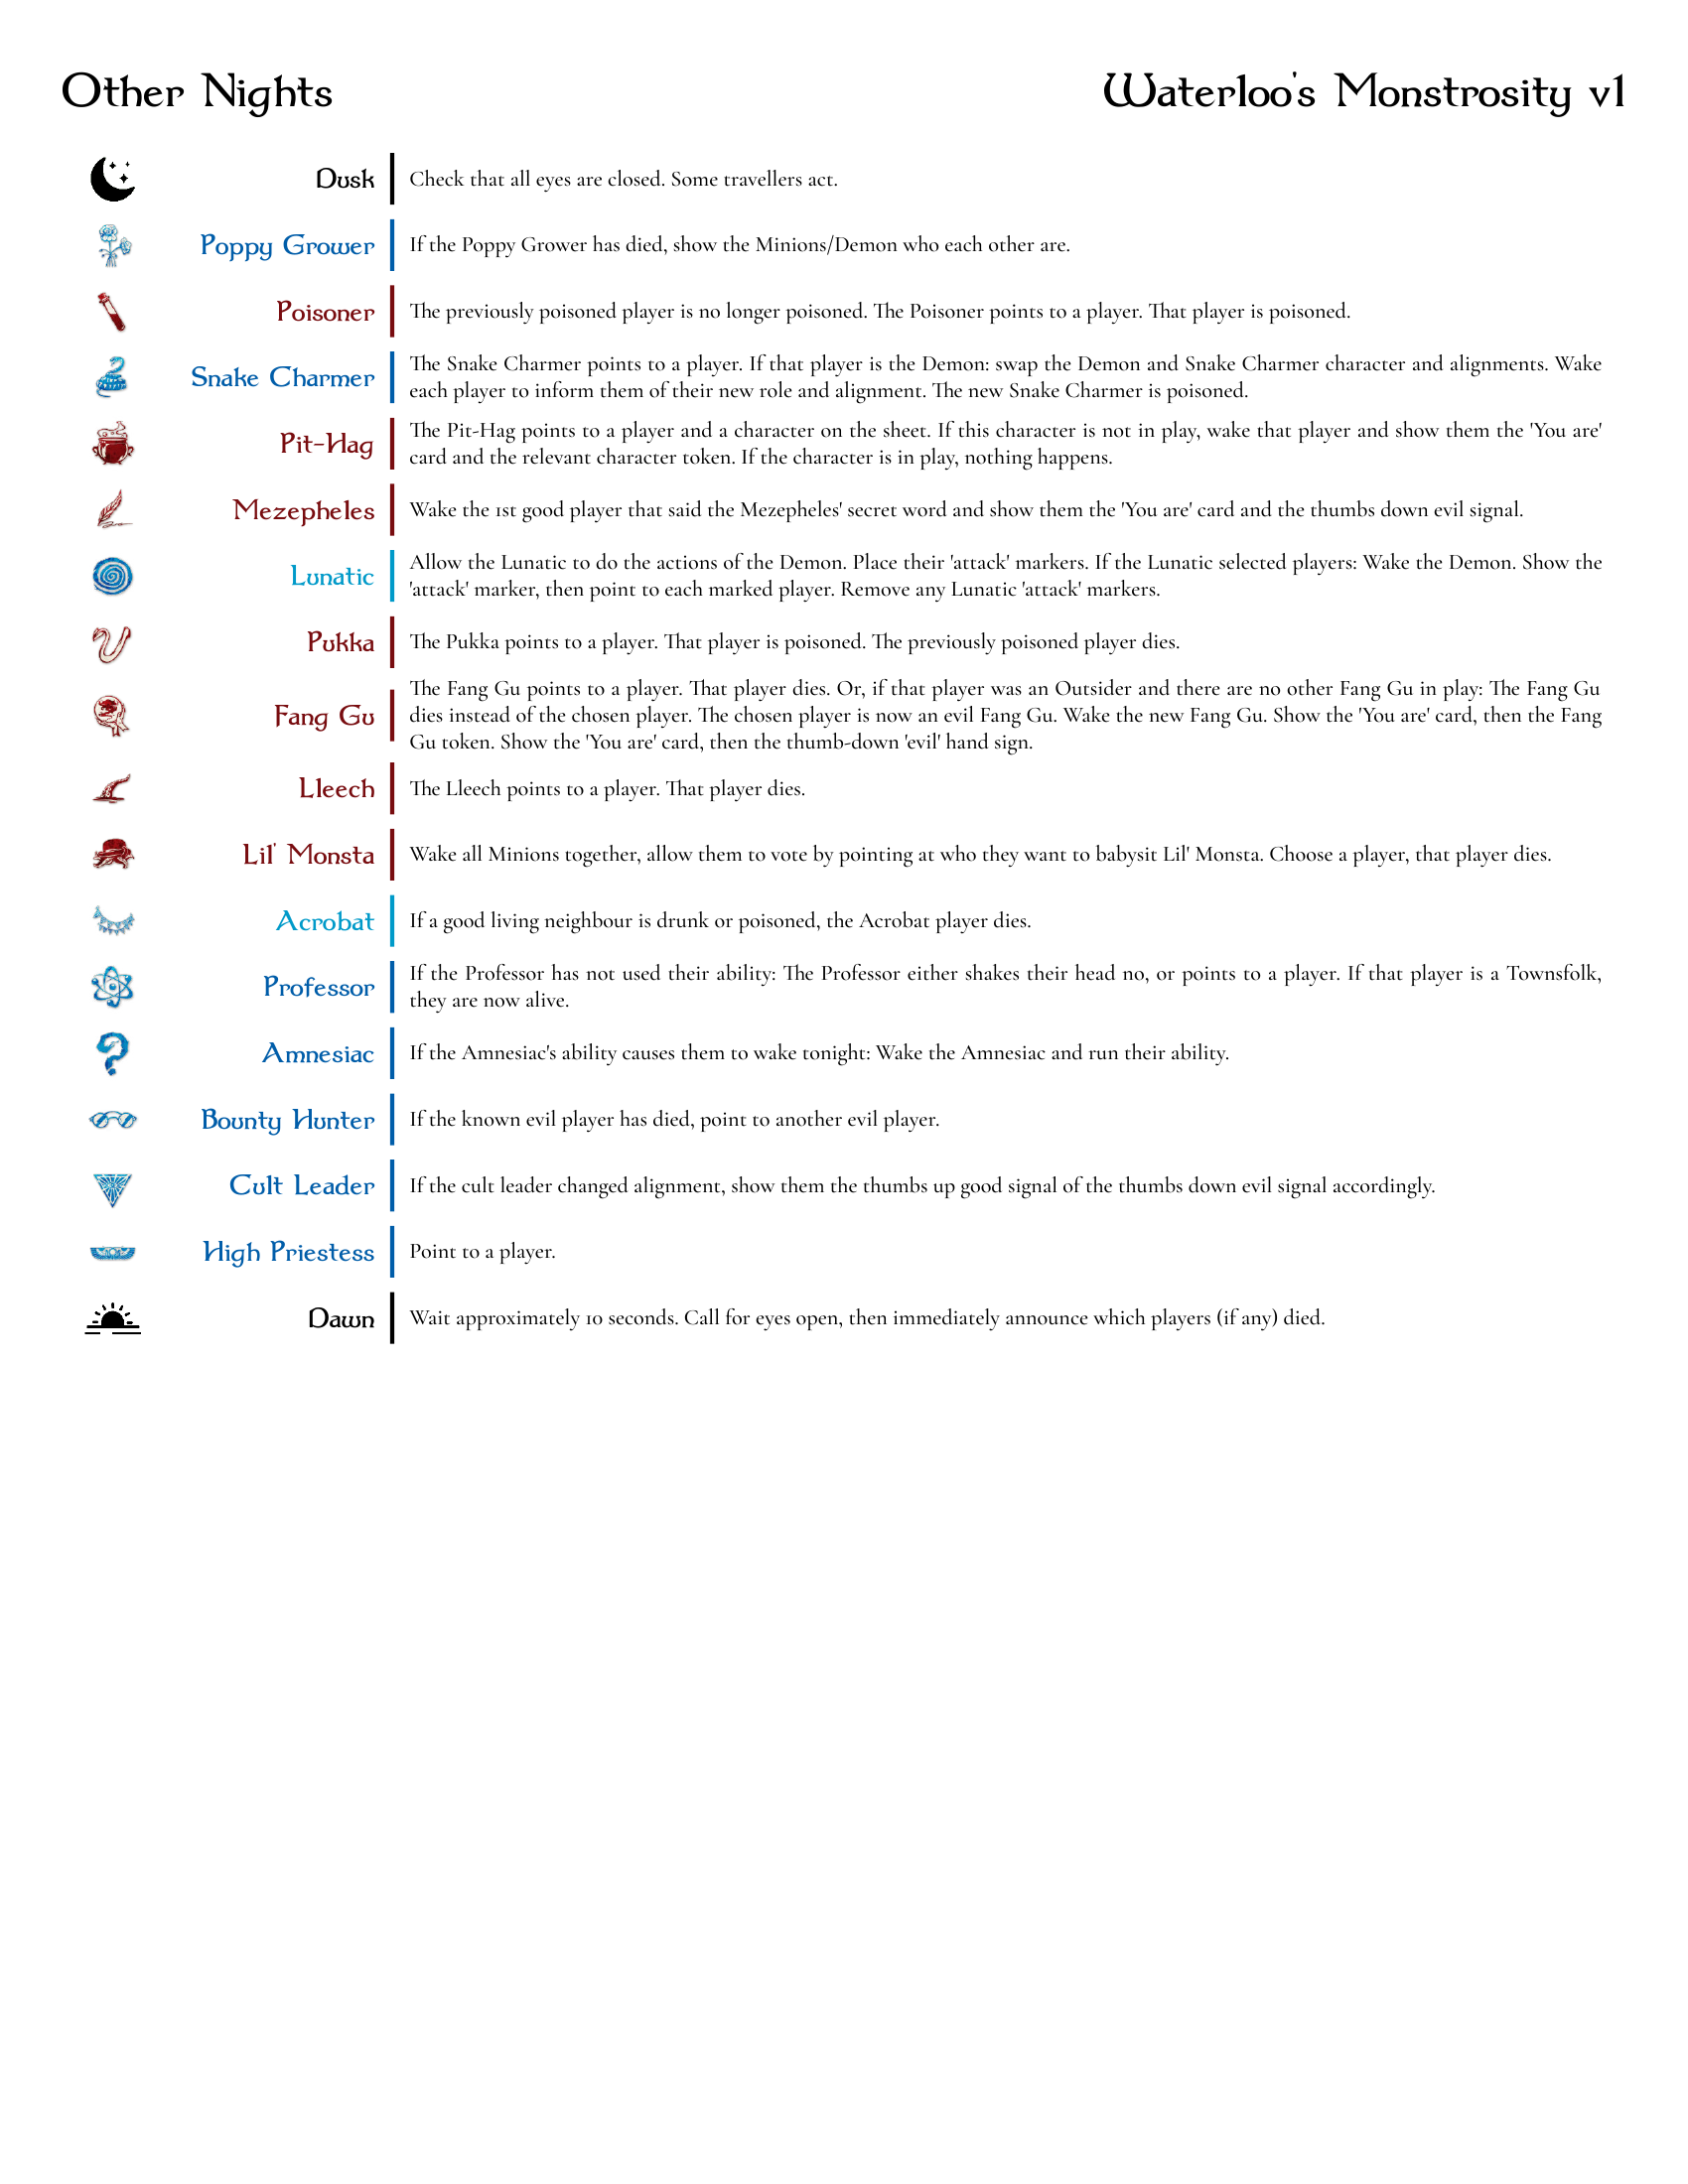 Other Nights
Waterloo's Monstrosity v1
Dusk
Check that all eyes are closed. Some travellers act.
Poppy Grower
If the Poppy Grower has died, show the Minions/Demon who each other are.
Poisoner
The previously poisoned player is no longer poisoned. The Poisoner points to a player. That player is poisoned.
Snake Charmer
The Snake Charmer points to a player. If that player is the Demon: swap the Demon and Snake Charmer character and alignments. Wake
each player to inform them of their new role and alignment. The new Snake Charmer is poisoned.
Pit-Hag
The Pit-Hag points to a player and a character on the sheet. If this character is not in play, wake that player and show them the 'You are'
card and the relevant character token. If the character is in play, nothing happens.
Mezepheles
Wake the 1st good player that said the Mezepheles' secret word and show them the 'You are' card and the thumbs down evil signal.
Lunatic
Allow the Lunatic to do the actions of the Demon. Place their 'attack' markers. If the Lunatic selected players: Wake the Demon. Show the
'attack' marker, then point to each marked player. Remove any Lunatic 'attack' markers.
Pukka
The Pukka points to a player. That player is poisoned. The previously poisoned player dies.
Fang Gu
The Fang Gu points to a player. That player dies. Or, if that player was an Outsider and there are no other Fang Gu in play: The Fang Gu
dies instead of the chosen player. The chosen player is now an evil Fang Gu. Wake the new Fang Gu. Show the 'You are' card, then the Fang
Gu token. Show the 'You are' card, then the thumb-down 'evil' hand sign.
Lleech
The Lleech points to a player. That player dies.
Lil' Monsta
Wake all Minions together, allow them to vote by pointing at who they want to babysit Lil' Monsta. Choose a player, that player dies.
Acrobat
If a good living neighbour is drunk or poisoned, the Acrobat player dies.
Professor
If the Professor has not used their ability: The Professor either shakes their head no, or points to a player. If that player is a Townsfolk,
they are now alive.
Amnesiac
If the Amnesiac's ability causes them to wake tonight: Wake the Amnesiac and run their ability.
Bounty Hunter
If the known evil player has died, point to another evil player.
Cult Leader
If the cult leader changed alignment, show them the thumbs up good signal of the thumbs down evil signal accordingly.
High Priestess
Point to a player.
Dawn
Wait approximately 10 seconds. Call for eyes open, then immediately announce which players (if any) died.